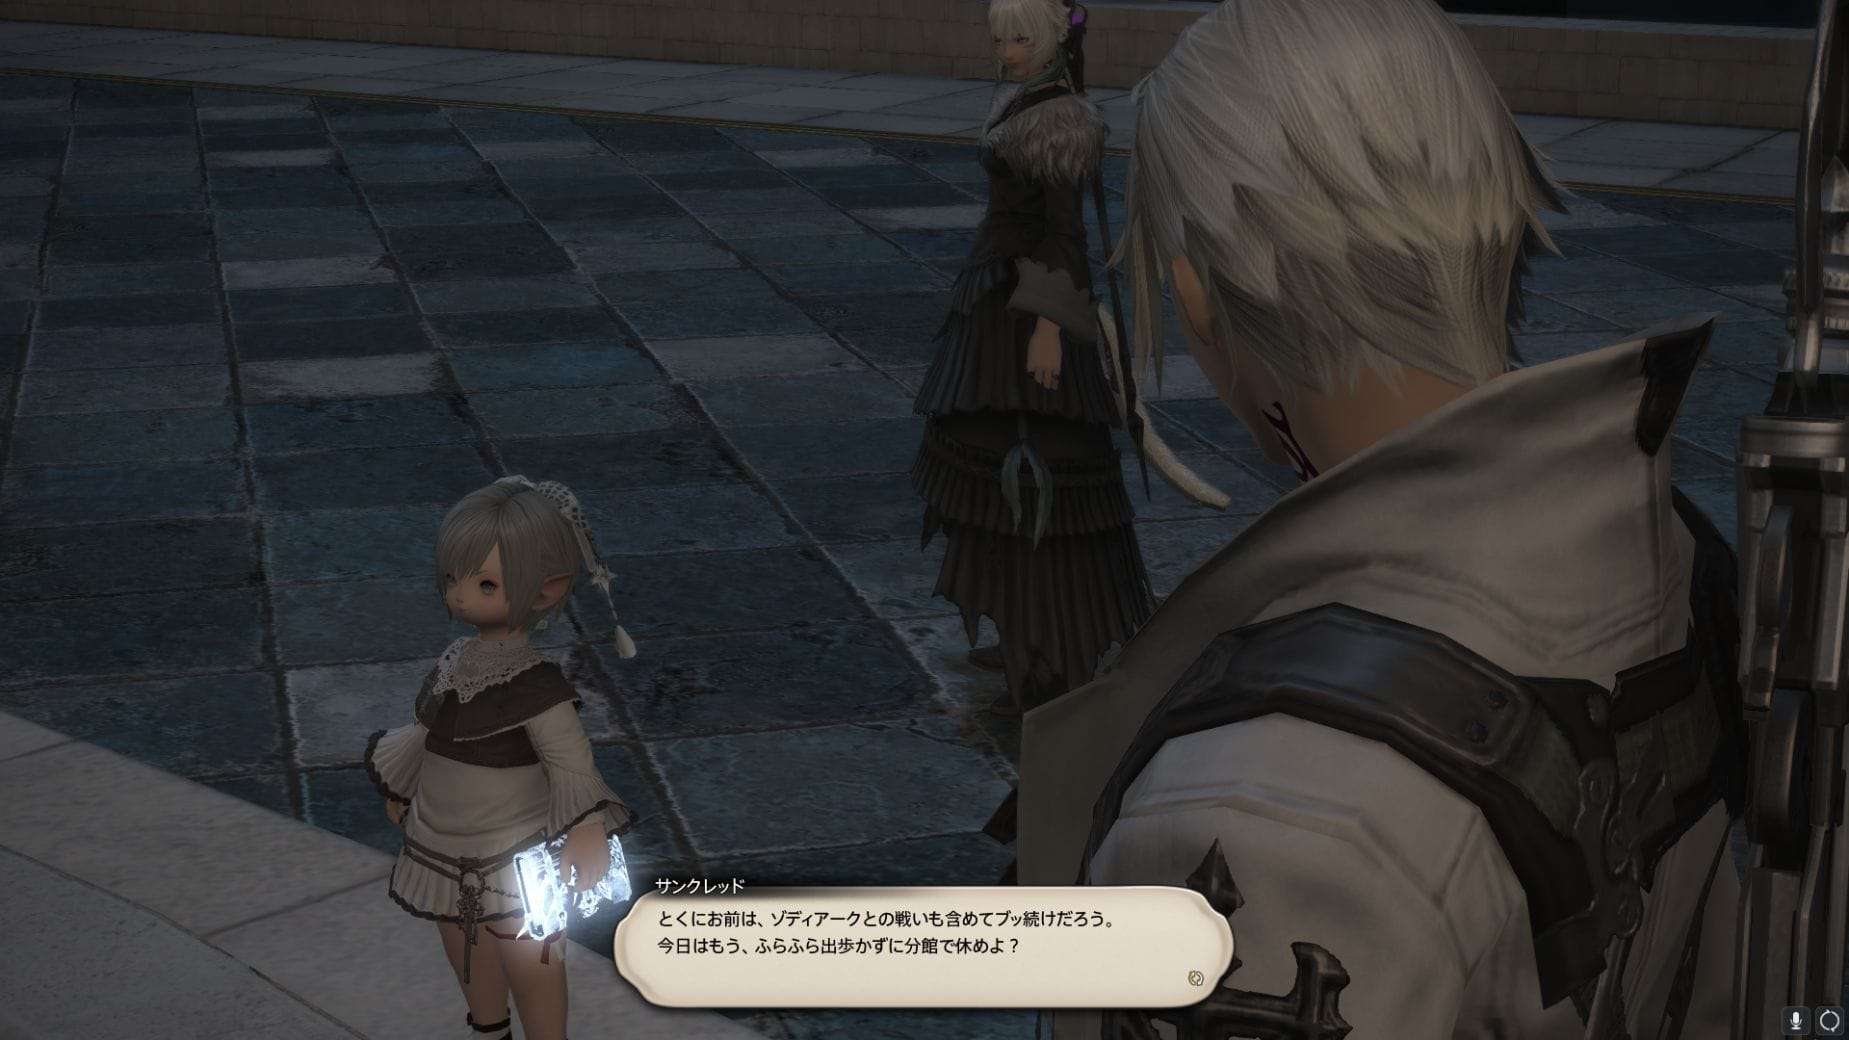 サンクレッド
とくにお前は、ゾディアークとの戦いも含めてブッ続けだろう。
今日はもう、ふらふら出歩かずに分館で休めよ？